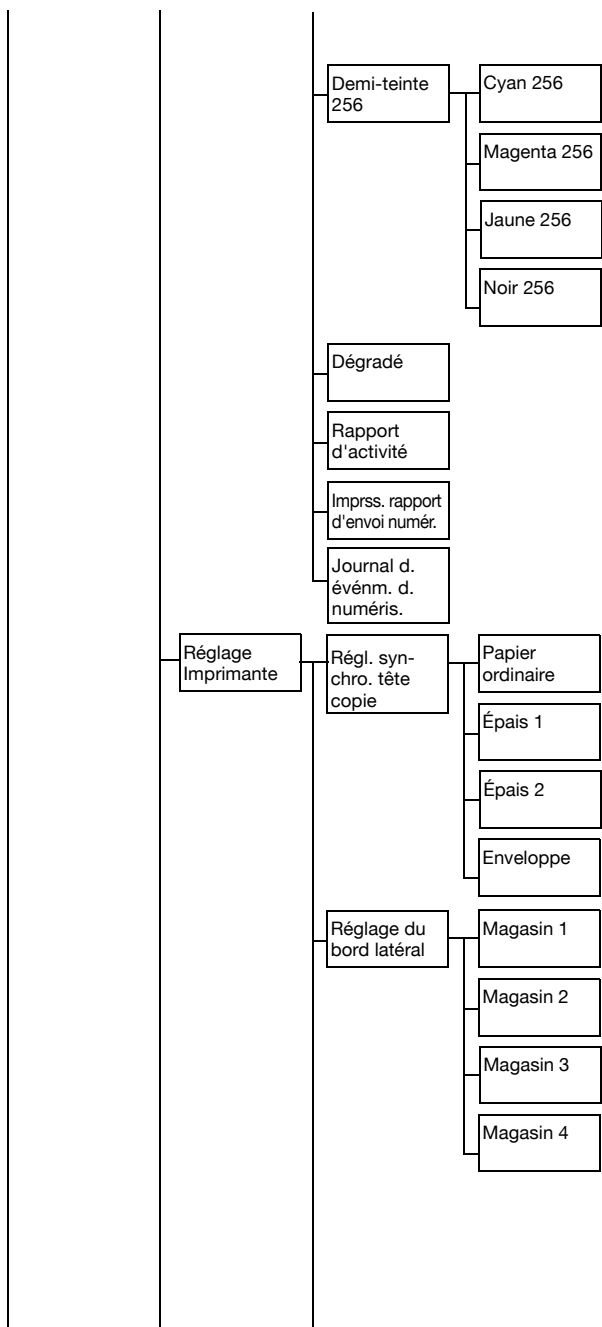 Demi-teinte
256
Cyan 256
Magenta 256
Jaune 256
Noir 256
Dégradé
Rapport
d'activité
Imprss. rapport
d'envoi numér.
Journal d.
événm. d.
numéris.
Réglage
Imprimante
Régl. syn-
chro. tête
copie
Papier
ordinaire
Épais 1
Épais 2
Enveloppe
Réglage du
bord latéral
Magasin 1
Magasin 2
Magasin 3
Magasin 4